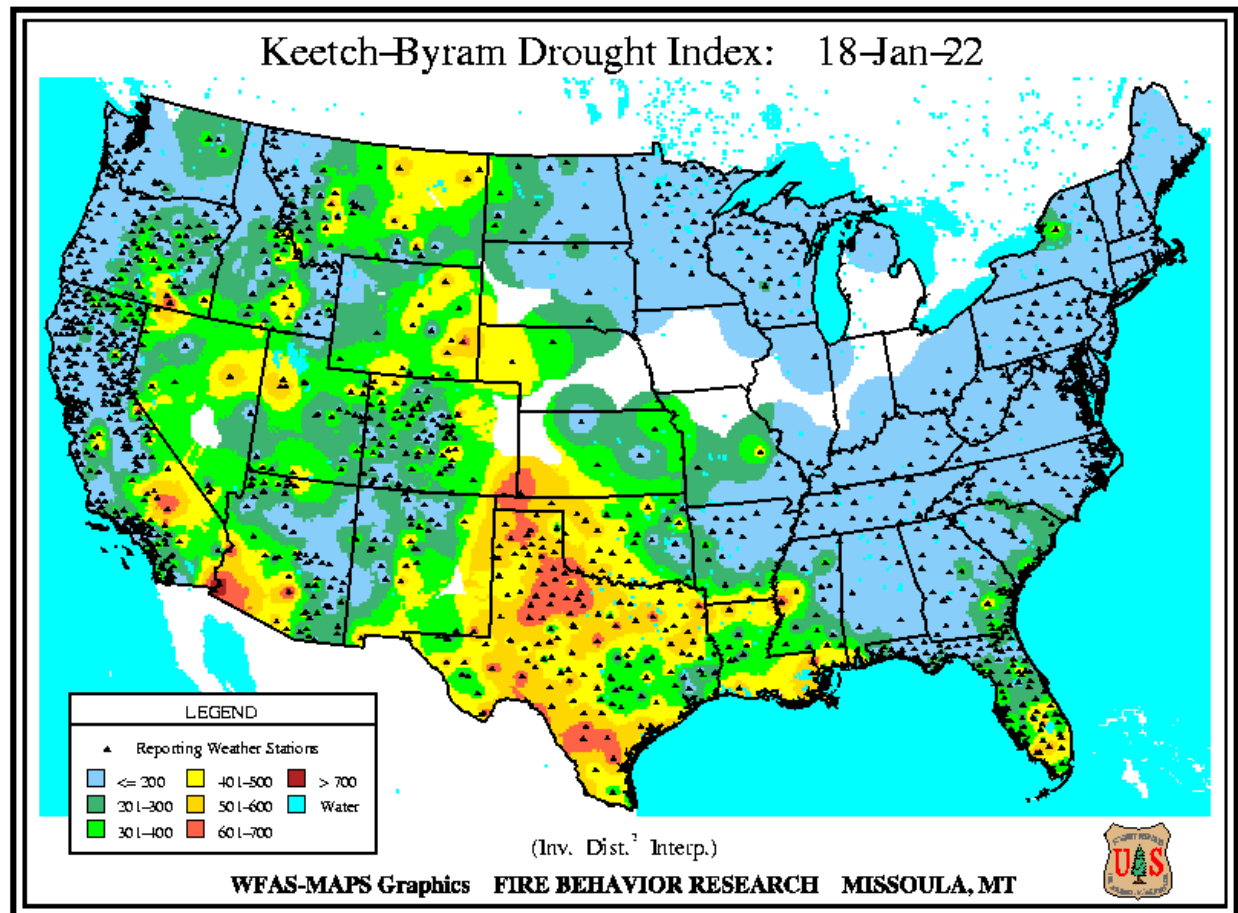 Keetch-Byram Drought Index: 18-Jan-22
LEGEND
Reporting Weather Stations
<= 200
401-500
> 700
201-300
501-600
Water
301-400
601-700
(Inv. Dist.² Interp.)
WFAS-MAPS Graphics FIRE BEHAVIOR RESEARCH MISSOULA, MT
US